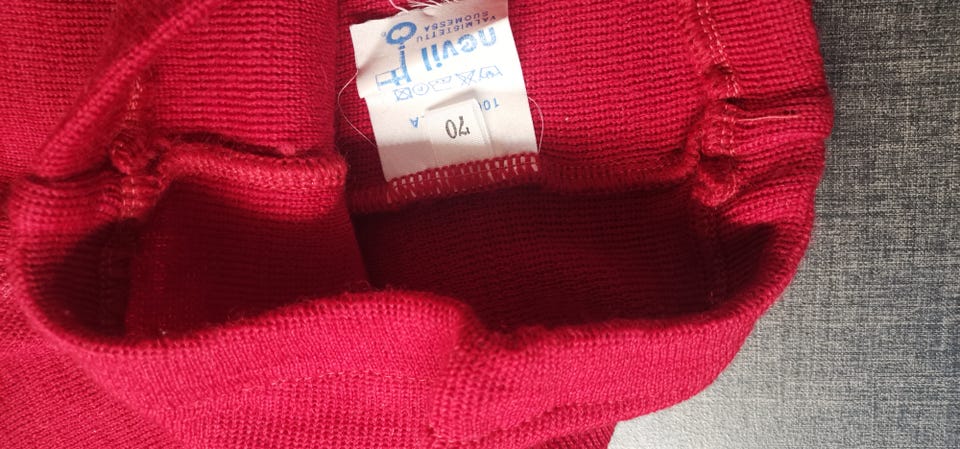 70
nevil
VALMISTETTU
SUOMESSA